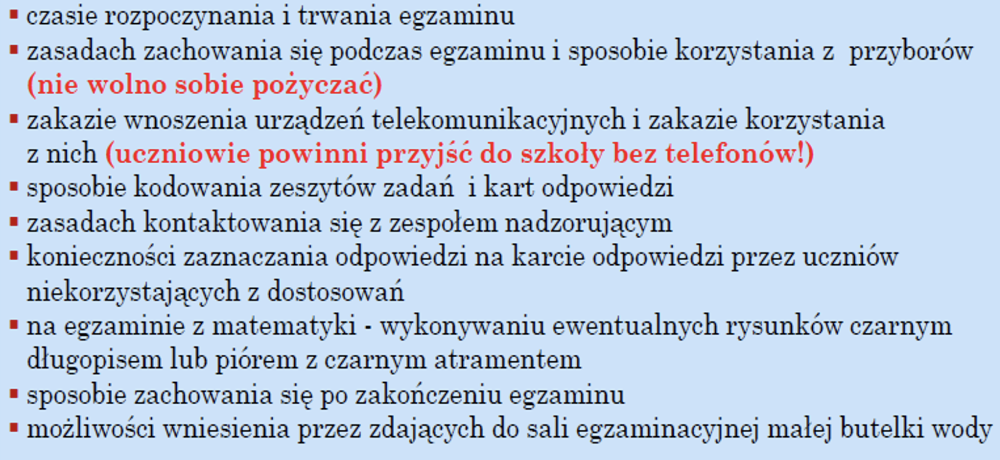 ▪ czasie rozpoczynania i trwania egzaminu
▪ zasadach zachowania się podczas egzaminu i sposobie korzystania z  przyborów
(nie wolno sobie pożyczać)
▪ zakazie wnoszenia urządzeń telekomunikacyjnych i zakazie korzystania
z nich (uczniowie powinni przyjść do szkoły bez telefonów!)
▪ sposobie kodowania zeszytów zadań  i kart odpowiedzi
▪ zasadach kontaktowania się z zespołem nadzorującym
▪ konieczności zaznaczania odpowiedzi na karcie odpowiedzi przez uczniów
niekorzystających z dostosowań
▪ na egzaminie z matematyki - wykonywaniu ewentualnych rysunków czarnym
długopisem lub piórem z czarnym atramentem
▪ sposobie zachowania się po zakończeniu egzaminu
▪ możliwości wniesienia przez zdających do sali egzaminacyjnej małej butelki wody